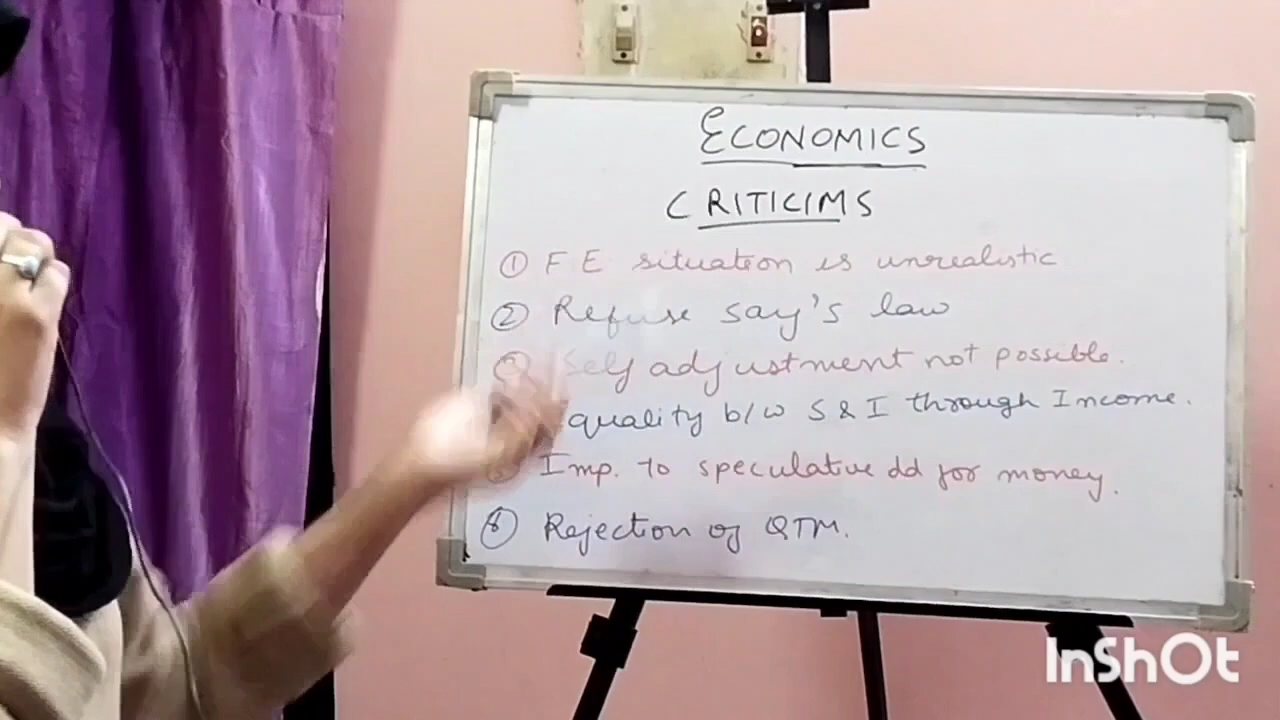 ECONOMICS
CRITICIMS
① F E situation is unrealistic
② Refuse say's law
Self adjustment not possible.
quality b/w S & I through Income.
Imp. to speculative dd for money.
⑥ Rejection of QTM.
InShOt